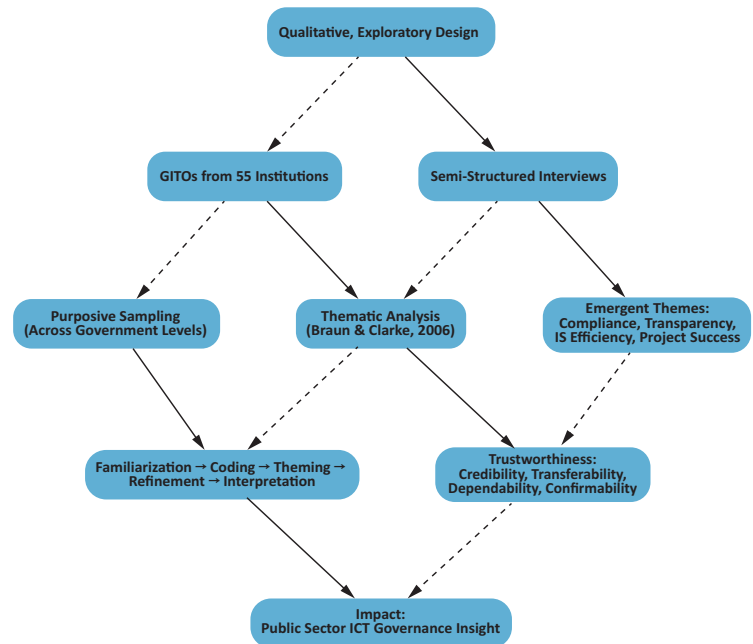 Qualitative, Exploratory Design
GITOs from 55 Institutions
Semi-Structured Interviews
Purposive Sampling
(Across Government Levels)
Thematic Analysis
(Braun & Clarke, 2006)
Emergent Themes:
Compliance, Transparency,
IS Efficiency, Project Success
Familiarization → Coding → Theming →
Refinement → Interpretation
Trustworthiness:
Credibility, Transferability,
Dependability, Confirmability
Impact:
Public Sector ICT Governance Insight